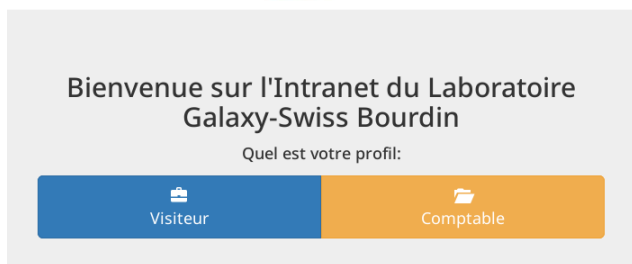 Bienvenue sur l'Intranet du Laboratoire
Galaxy-Swiss Bourdin
Quel est votre profil:
Visiteur
Comptable